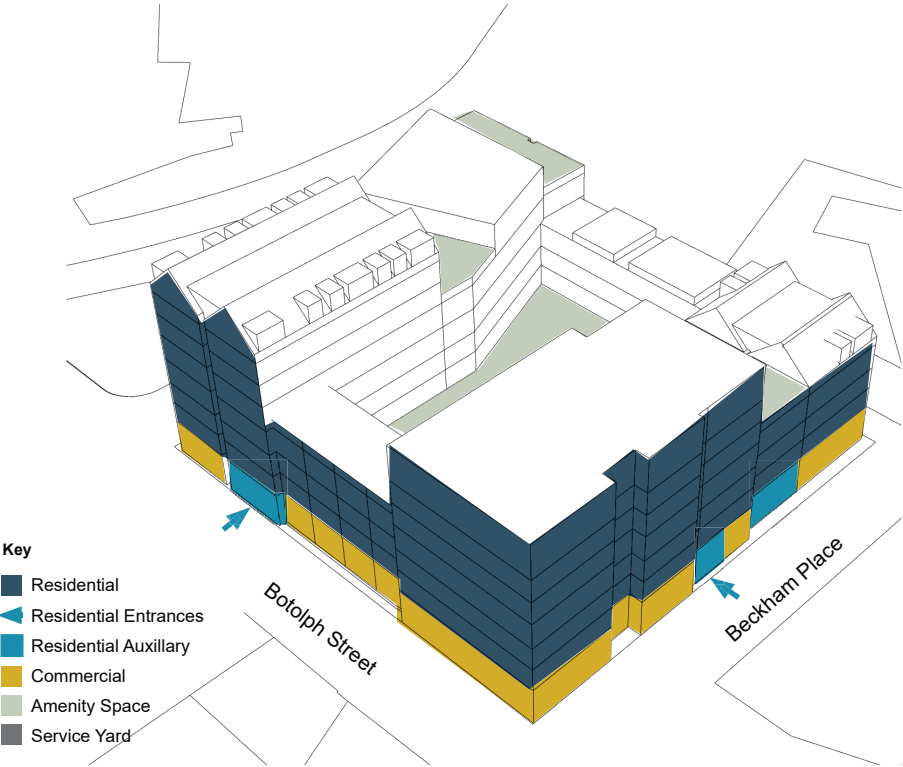 Botolph Street
Beckham Place
Key
Residential
Residential Entrances
Residential Auxillary
Commercial
Amenity Space
Service Yard